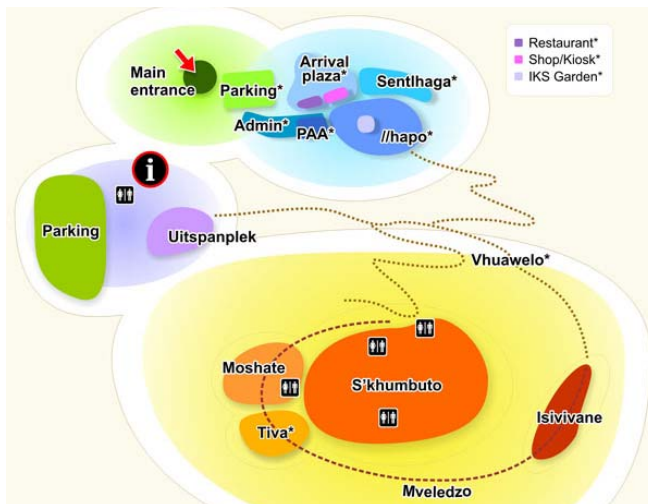 Restaurant*
Shop/Kiosk*
IKS Garden*
Main
entrance
Parking*
Arrival
plaza*
Sentlhaga*
Admin*
PAA*
//hapo*
i
Parking
Uitspanplek
Vhuawelo*
Moshate
S'khumbuto
Isivivane
Tiva*
Mveledzo